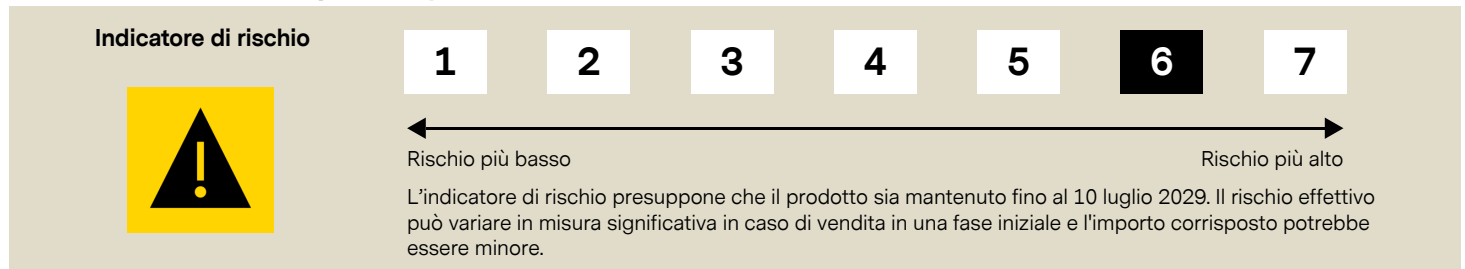 Indicatore di rischio
1 2 3 4 5 6 7
Rischio più basso Rischio più alto
L'indicatore di rischio presuppone che il prodotto sia mantenuto fino al 10 luglio 2029. Il rischio effettivo
può variare in misura significativa in caso di vendita in una fase iniziale e l'importo corrisposto potrebbe
essere minore.